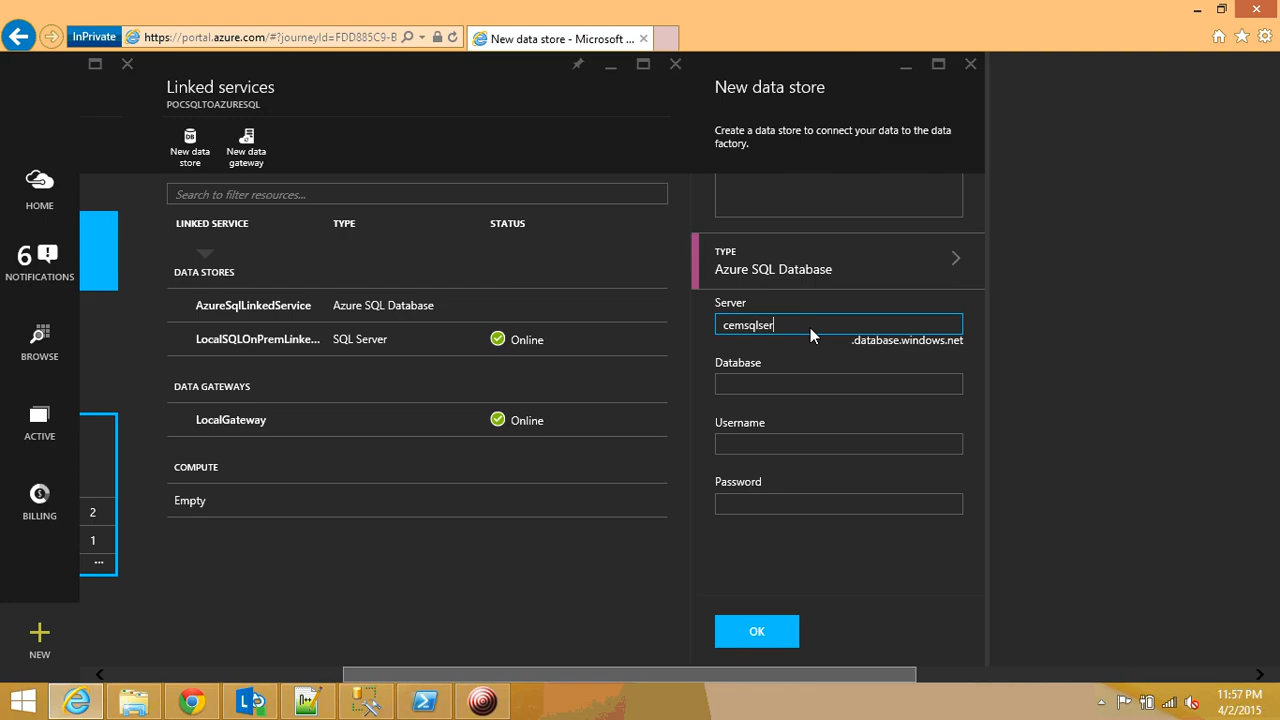 InPrivate
https://portal.azure.com/#?journeyId=FDD885C9-B
New data store - Microsoft ...
HOME
6
NOTIFICATIONS
BROWSE
ACTIVE
BILLING
NEW
2
1
...
Linked services
POCSQLTOAZURESQL
DB
New data
store
New data
gateway
Search to filter resources...
LINKED SERVICE TYPE STATUS
DATA STORES
AzureSqlLinkedService Azure SQL Database
LocalSQLOnPremLinke... SQL Server Online
DATA GATEWAYS
LocalGateway Online
COMPUTE
Empty
New data store
Create a data store to connect your data to the data
factory.
TYPE
Azure SQL Database
Server
cemsqlser
.database.windows.net
Database
Username
Password
OK
11:57 PM
4/2/2015